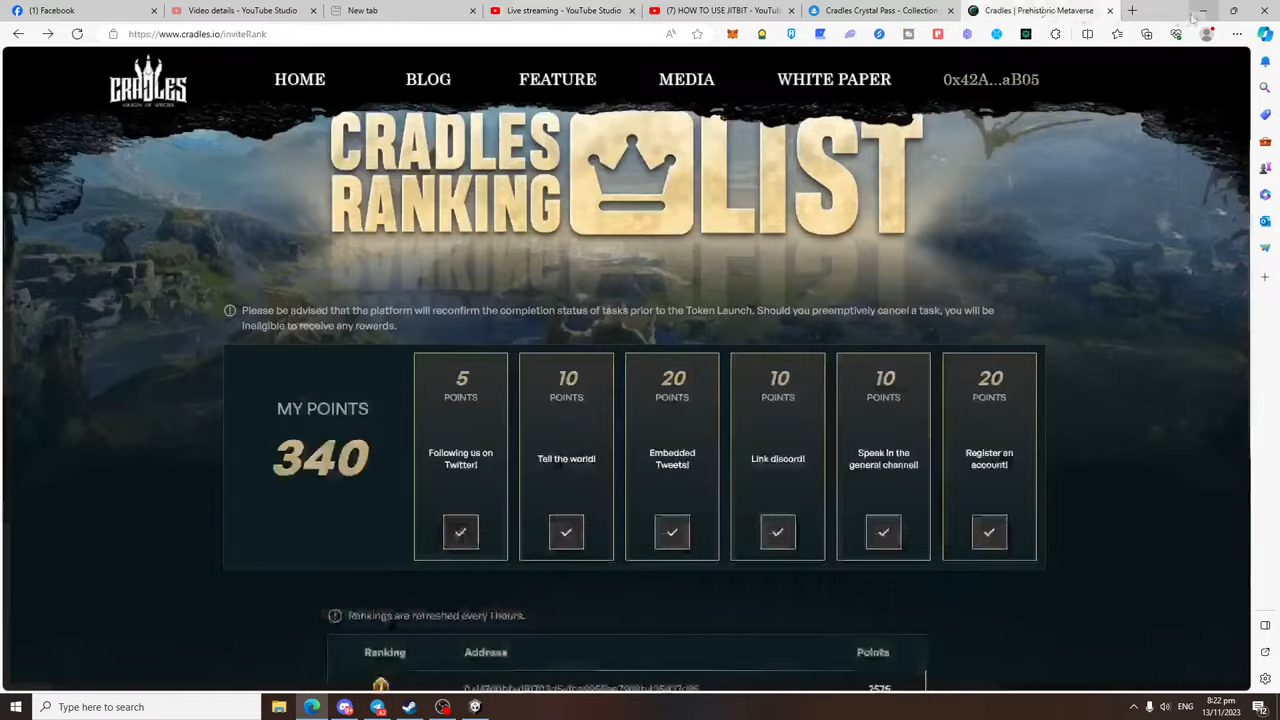 (1) Facebook
Video details - YouTube Studio
New tab
Live streaming - YouTube Studio
(7) HOW TO USE JITBIT - YouTub
Cradles Crystal Pass - Collection
Cradles | Prehistoric Metaverse
https://www.cradles.io/inviteRank
CRADLES
ORIGIN OF SPECIES
HOME
BLOG
FEATURE
MEDIA
WHITE PAPER
0x42A...aB05
CRADLES
RANKING
LIST
Please be advised that the platform will reconfirm the completion status of tasks prior to the Token Launch. Should you preemptively cancel a task, you will be
ineligible to receive any rewards.
MY POINTS
340
5
POINTS
Following us on
Twitter!
10
POINTS
Tell the world!
20
POINTS
Embedded
Tweets!
10
POINTS
Link discord!
10
POINTS
Speak in the
general channel!
20
POINTS
Register an
account!
Rankings are refreshed every 1 hours.
Ranking
Address
Points
2575
Type here to search
ENG
8:22 pm
13/11/2023